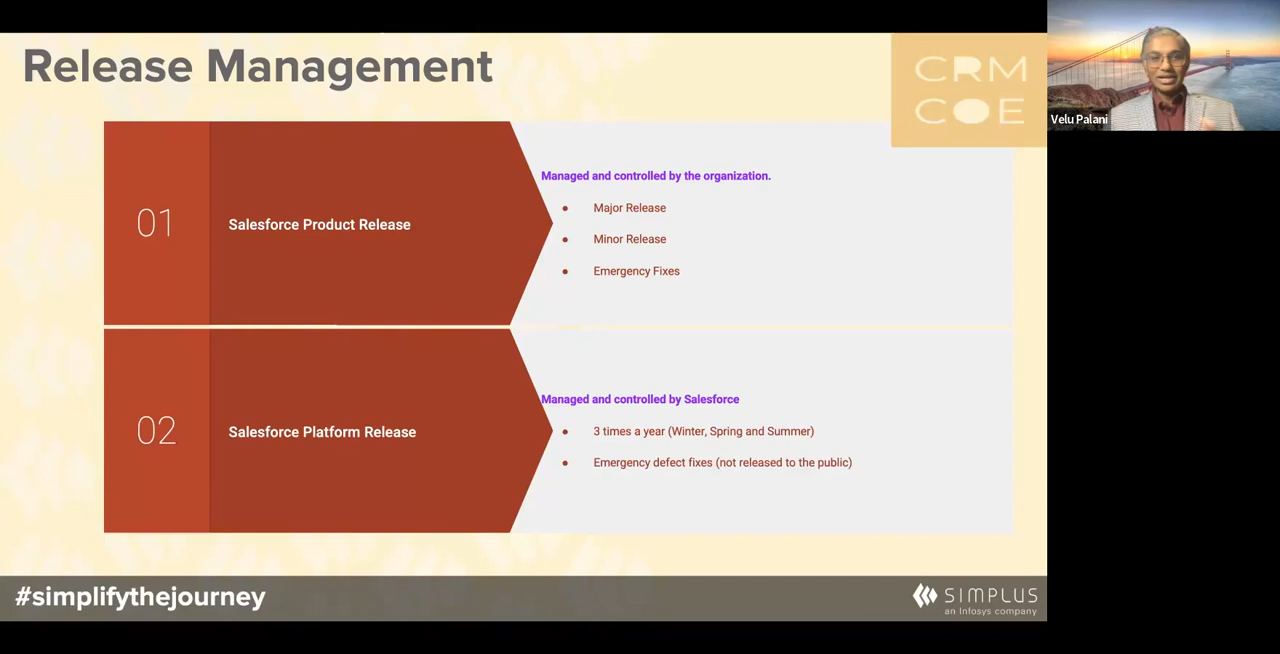 Release Management
CRM
COE
Velu Palani
01
Salesforce Product Release
Managed and controlled by the organization.
● Major Release
● Minor Release
● Emergency Fixes
02
Salesforce Platform Release
Managed and controlled by Salesforce
● 3 times a year (Winter, Spring and Summer)
● Emergency defect fixes (not released to the public)
#simplifythejourney
SIMPLUS
an Infosys company